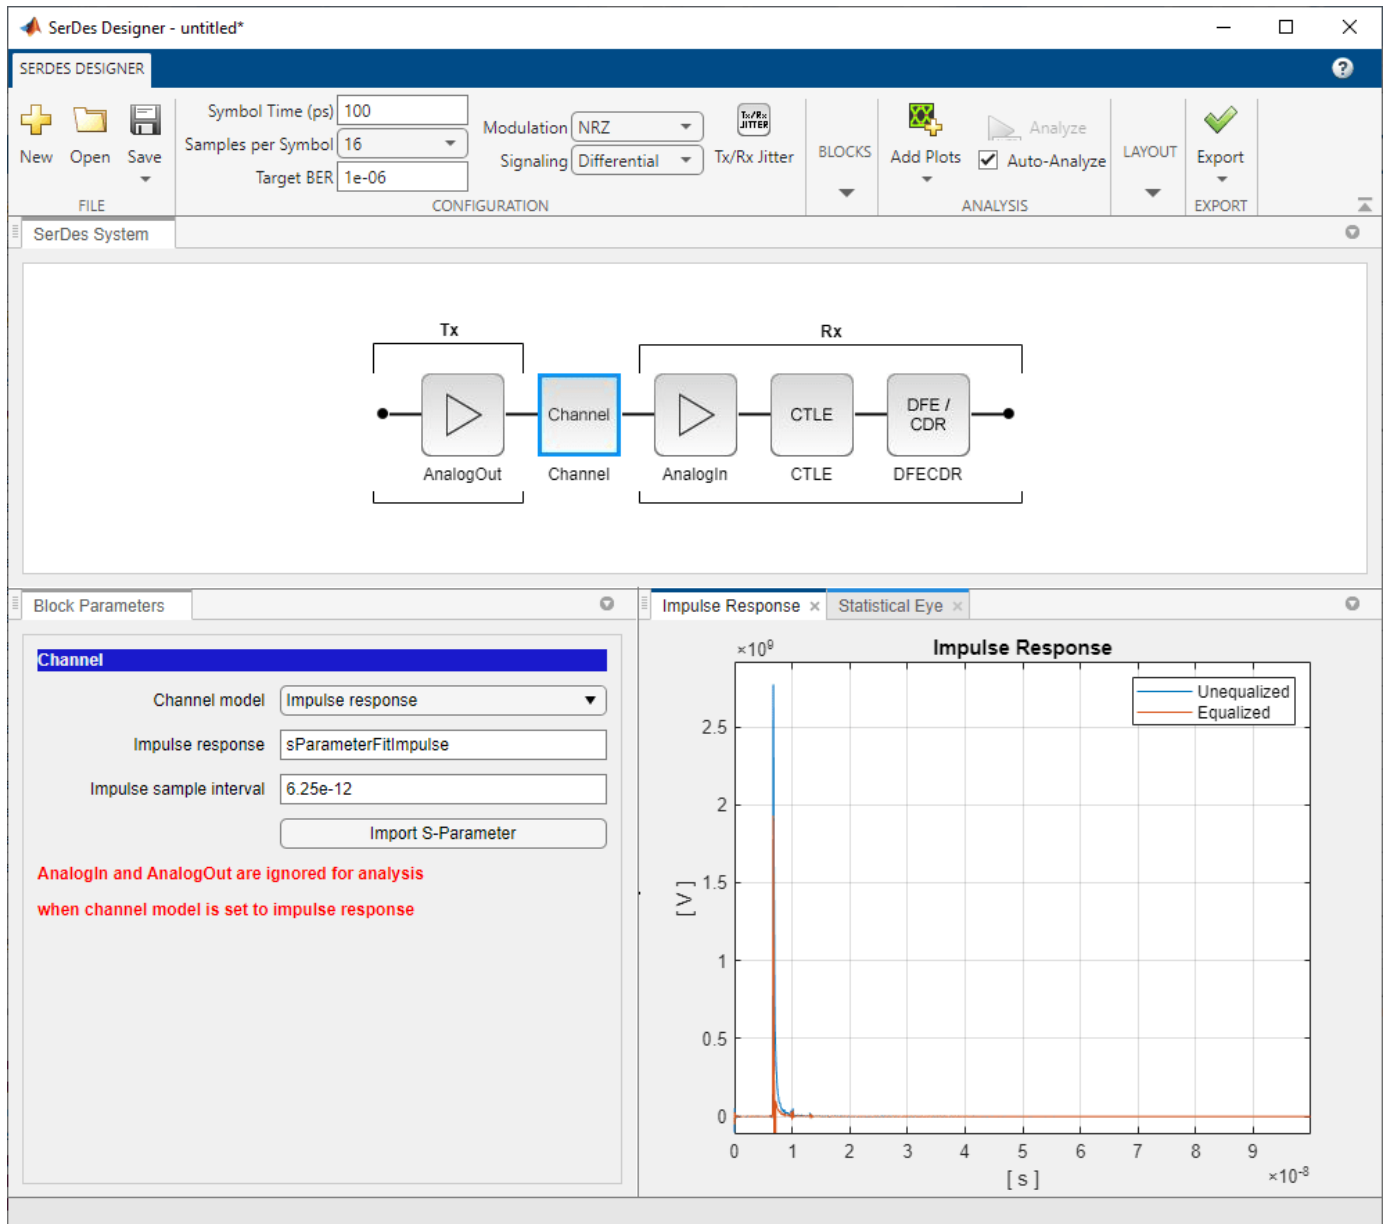 SerDes Designer - untitled*
SERDES DESIGNER
New
Open
Save
FILE
Symbol Time (ps) 100
Samples per Symbol 16
Target BER 1e-06
Modulation NRZ
Signaling Differential
Tx/Rx
JITTER
Tx/Rx Jitter
CONFIGURATION
BLOCKS
Add Plots
Analyze
Auto-Analyze
ANALYSIS
LAYOUT
Export
EXPORT
SerDes System
Tx
Rx
Channel
CTLE
DFE /
CDR
AnalogOut
Channel
AnalogIn
CTLE
DFECDR
Block Parameters
Channel
Channel model Impulse response
Impulse response sParameterFitImpulse
Impulse sample interval 6.25e-12
Import S-Parameter
AnalogIn and AnalogOut are ignored for analysis
when channel model is set to impulse response
Impulse Response
Statistical Eye
×10⁹
Impulse Response
Unequalized
Equalized
2.5
2
1.5
1
0.5
0
[ V ]
0 1 2 3 4 5 6 7 8 9
[ s ]
×10⁻⁸